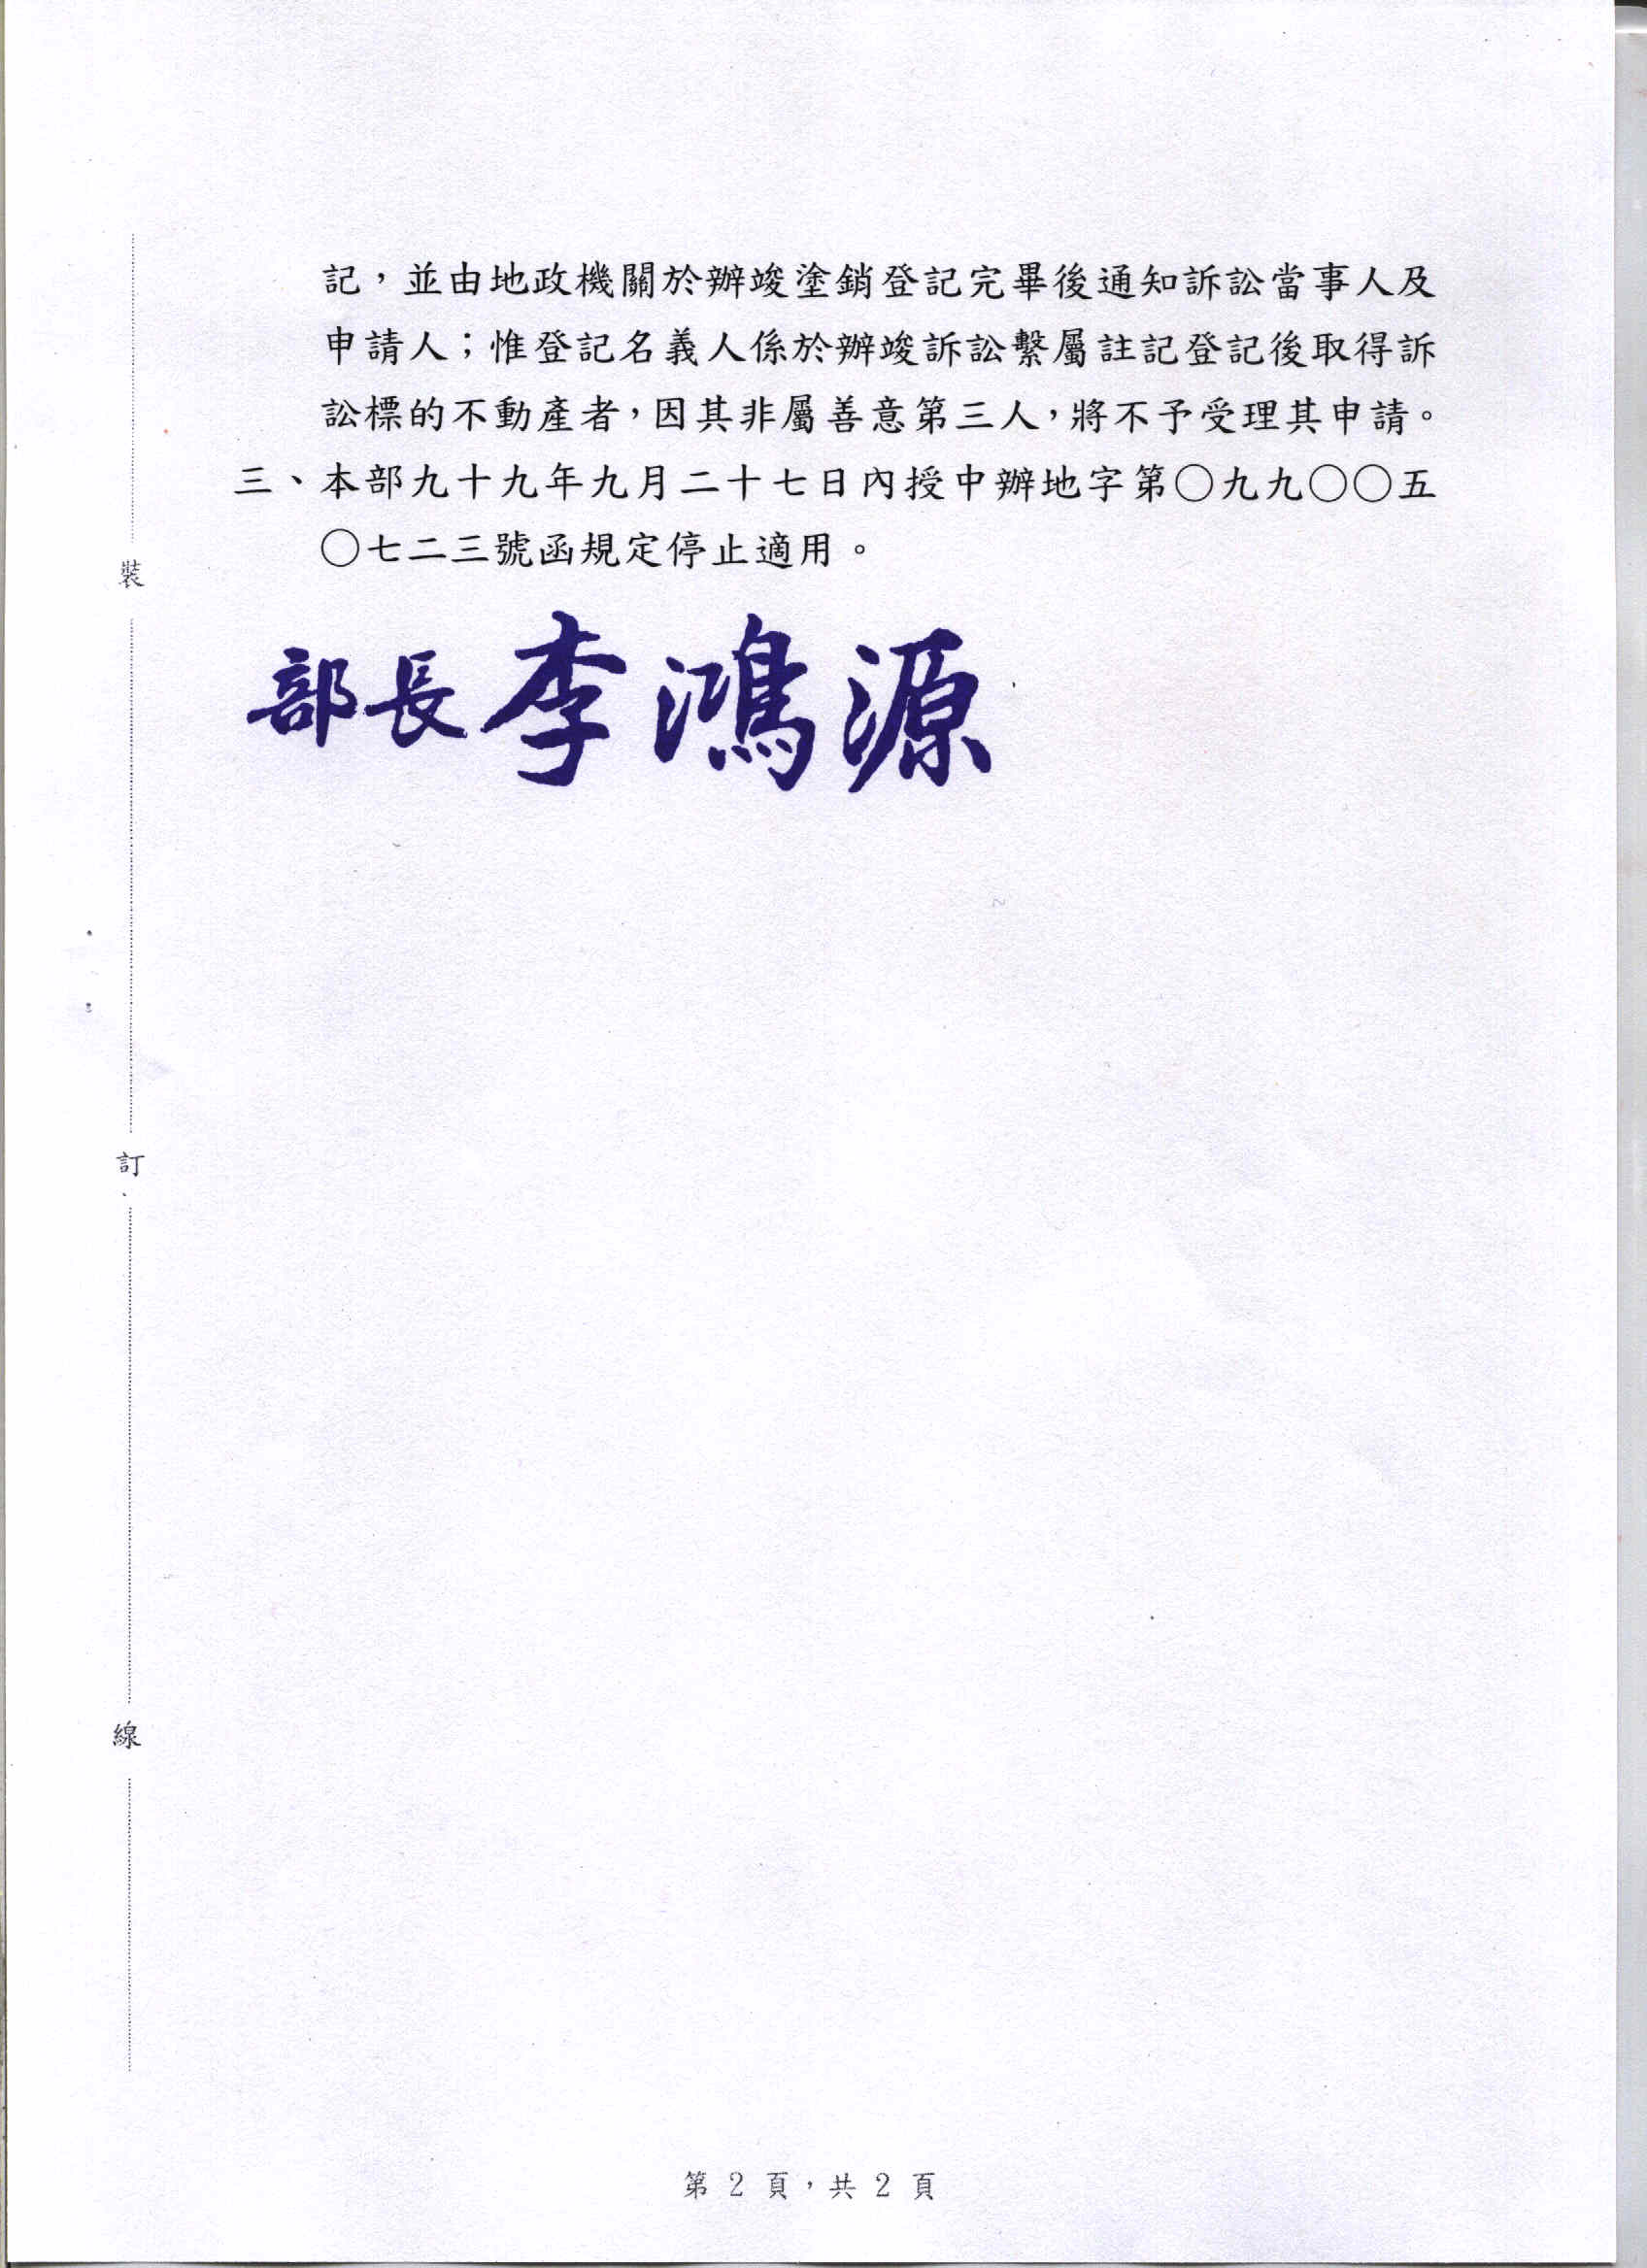 記，並由地政機關於辦竣塗銷登記完畢後通知訴訟當事人及
申請人；惟登記名義人係於辦竣訴訟繫屬註記登記後取得訴
訟標的不動產者，因其非屬善意第三人，將不予受理其申請。
三、本部九十九年九月二十七日內授中辦地字第○九九○○五
○七二三號函規定停止適用。
部長李鴻源
裝
訂
線
第 2 頁，共 2 頁